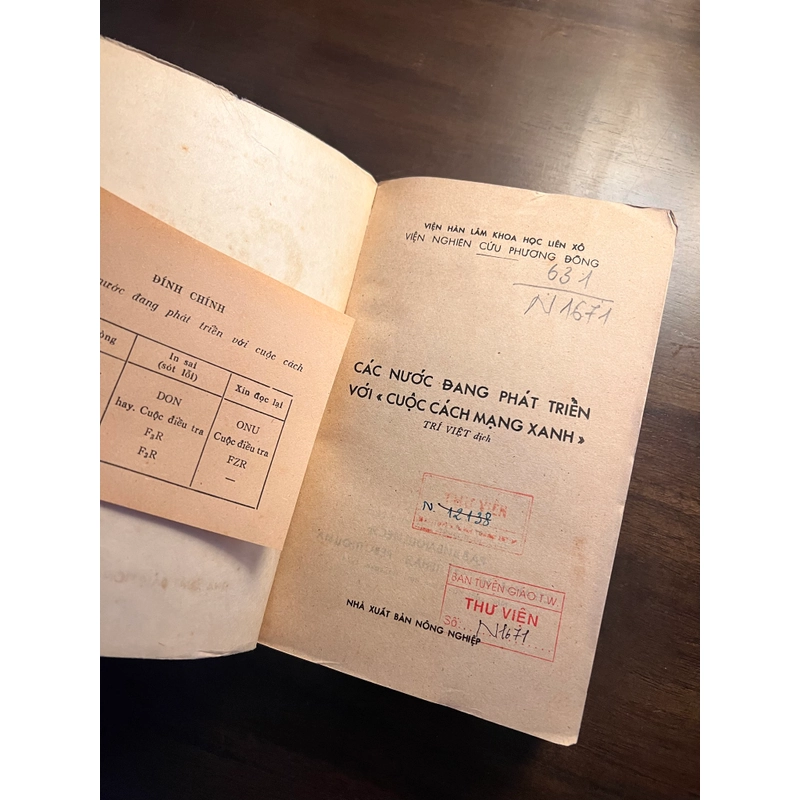 ĐÍNH CHÍNH
nước đang phát triển với cuộc cách
In sai
(sót lỗi)
Xin đọc lại
DON
ONU
hay. Cuộc điều tra
Cuộc điều tra
F₃R
FZR
F₂R
—
VIỆN HÀN LÂM KHOA HỌC LIÊN XÔ
VIỆN NGHIÊN CỨU PHƯƠNG ĐÔNG
631
N1671
CÁC NƯỚC ĐANG PHÁT TRIỂN
VỚI « CUỘC CÁCH MẠNG XANH »
TRÍ VIỆT dịch
THƯ VIỆN
N. 12138
BAN TUYÊN GIÁO T.W
THƯ VIỆN
Số: N1671
NHÀ XUẤT BẢN NÔNG NGHIỆP